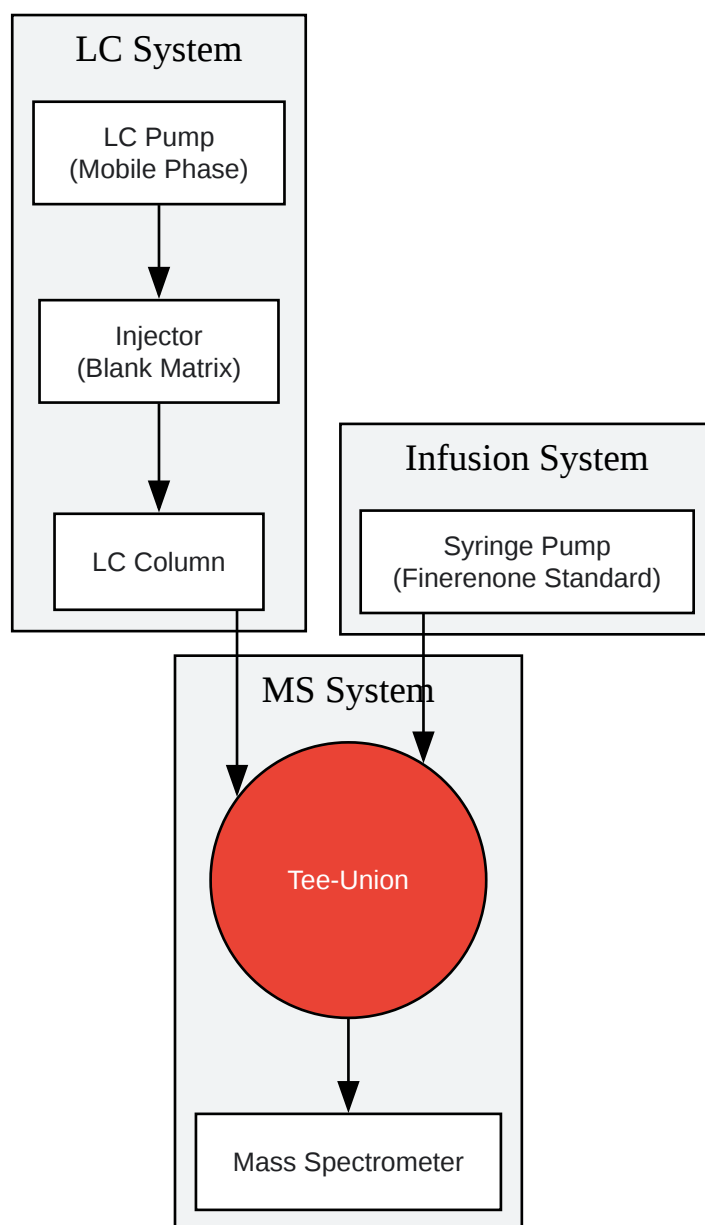 LC System
LC Pump
(Mobile Phase)
Injector
(Blank Matrix)
LC Column
Infusion System
Syringe Pump
(Finerenone Standard)
MS System
Tee-Union
Mass Spectrometer